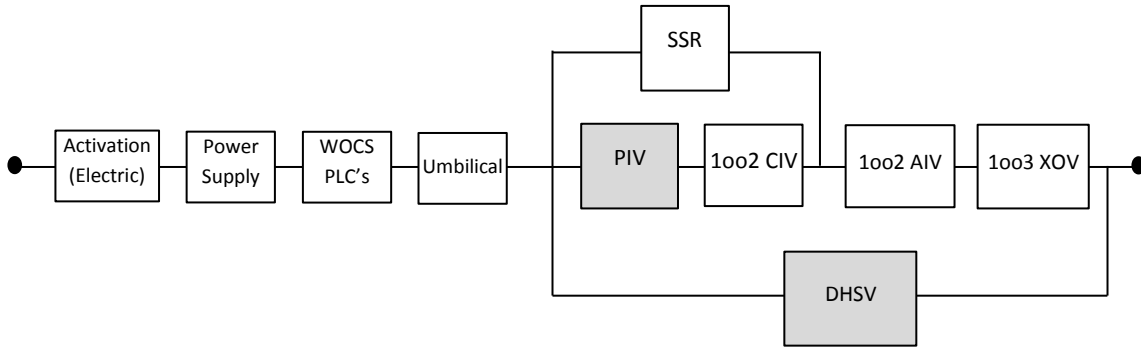 SSR
Activation
(Electric)
Power
Supply
WOCS
PLC's
Umbilical
PIV
1oo2 CIV
1oo2 AIV
1oo3 XOV
DHSV